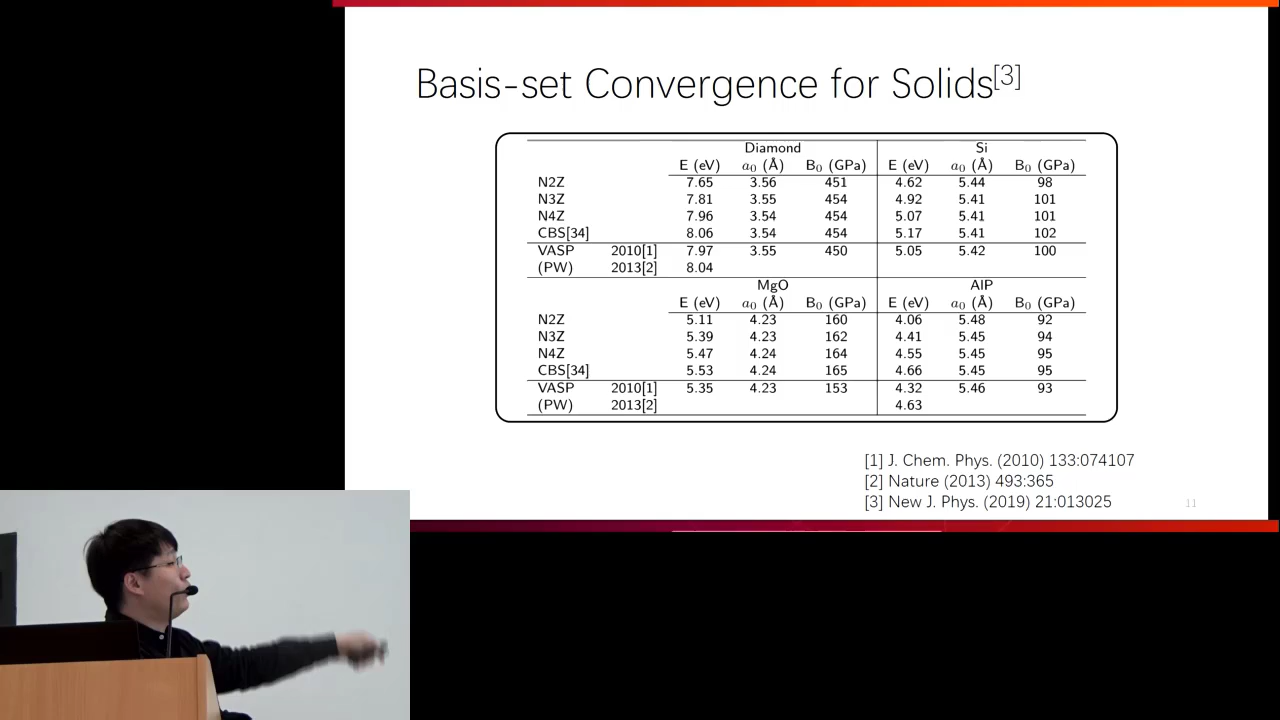 Basis-set Convergence for Solids[3]
Diamond Si
E (eV) a₀ (Å) B₀ (GPa) E (eV) a₀ (Å) B₀ (GPa)
N2Z 7.65 3.56 451 4.62 5.44 98
N3Z 7.81 3.55 454 4.92 5.41 101
N4Z 7.96 3.54 454 5.07 5.41 101
CBS[34] 8.06 3.54 454 5.17 5.41 102
VASP 2010[1] 7.97 3.55 450 5.05 5.42 100
(PW) 2013[2] 8.04
MgO AlP
E (eV) a₀ (Å) B₀ (GPa) E (eV) a₀ (Å) B₀ (GPa)
N2Z 5.11 4.23 160 4.06 5.48 92
N3Z 5.39 4.23 162 4.41 5.45 94
N4Z 5.47 4.24 164 4.55 5.45 95
CBS[34] 5.53 4.24 165 4.66 5.45 95
VASP 2010[1] 5.35 4.23 153 4.32 5.46 93
(PW) 2013[2] 4.63
[1] J. Chem. Phys. (2010) 133:074107
[2] Nature (2013) 493:365
[3] New J. Phys. (2019) 21:013025
11